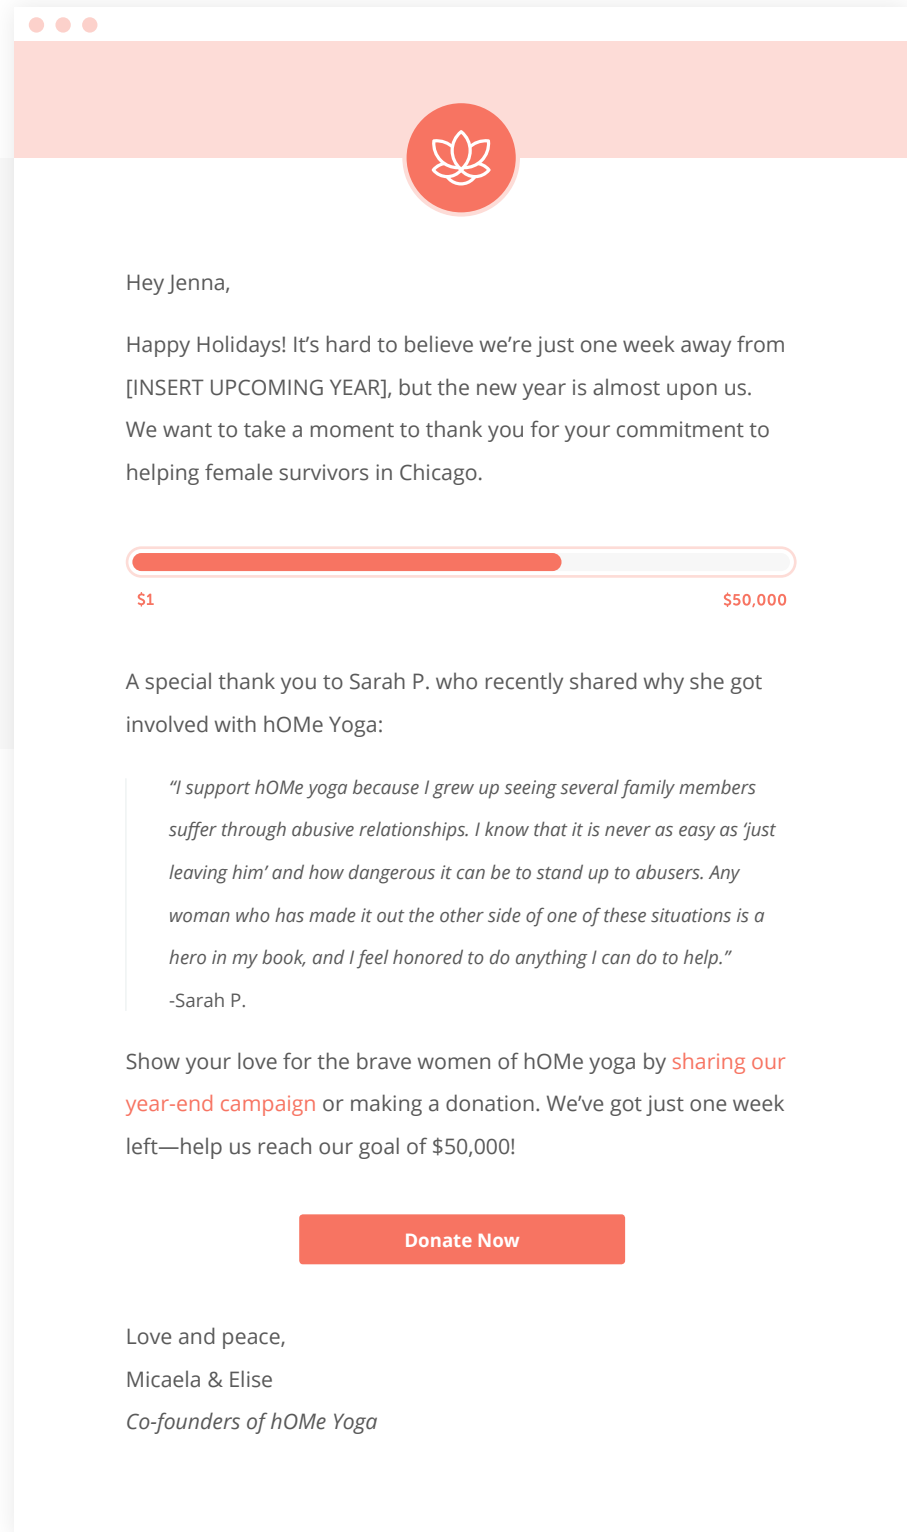 Hey Jenna,
Happy Holidays! It’s hard to believe we’re just one week away from
[INSERT UPCOMING YEAR], but the new year is almost upon us.
We want to take a moment to thank you for your commitment to
helping female survivors in Chicago.
$1 $50,000
A special thank you to Sarah P. who recently shared why she got
involved with hOMe Yoga:
“I support hOMe yoga because I grew up seeing several family members
suffer through abusive relationships. I know that it is never as easy as ‘just
leaving him’ and how dangerous it can be to stand up to abusers. Any
woman who has made it out the other side of one of these situations is a
hero in my book, and I feel honored to do anything I can do to help.”
-Sarah P.
Show your love for the brave women of hOMe yoga by sharing our
year-end campaign or making a donation. We’ve got just one week
left—help us reach our goal of $50,000!
Donate Now
Love and peace,
Micaela & Elise
Co-founders of hOMe Yoga